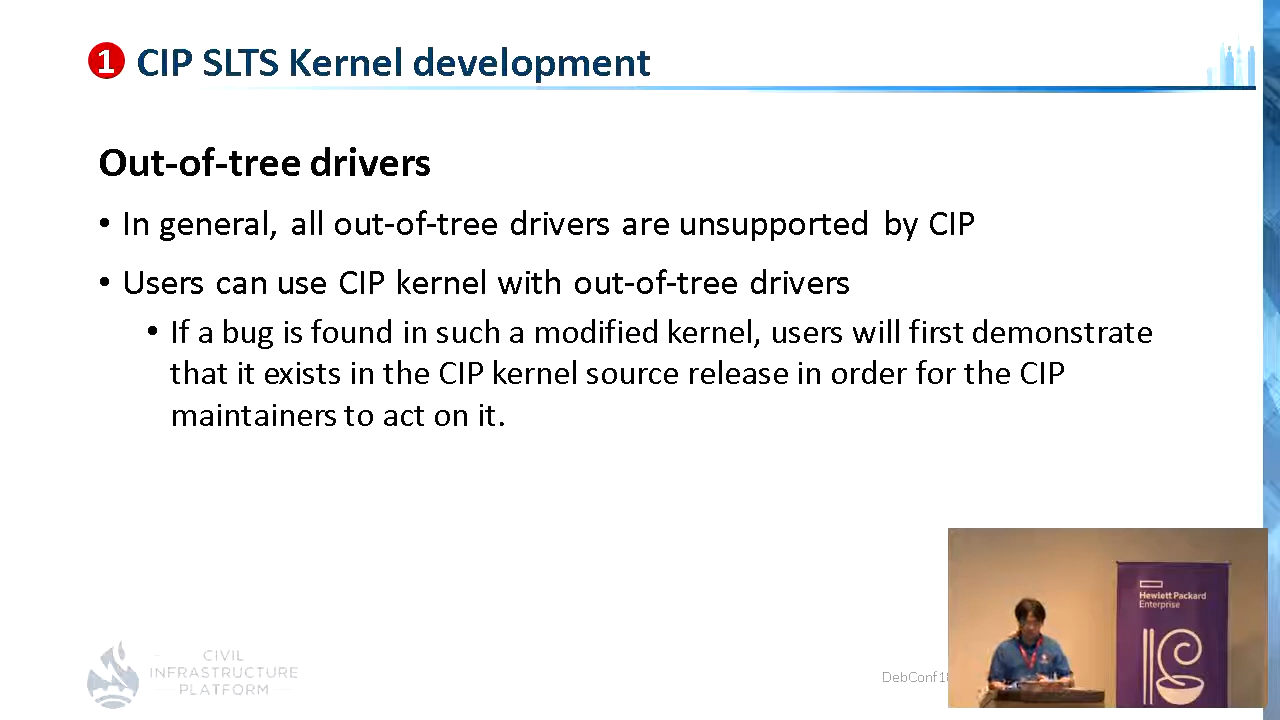 1 CIP SLTS Kernel development
Out-of-tree drivers
• In general, all out-of-tree drivers are unsupported by CIP
• Users can use CIP kernel with out-of-tree drivers
• If a bug is found in such a modified kernel, users will first demonstrate
that it exists in the CIP kernel source release in order for the CIP
maintainers to act on it.
Hewlett Packard
Enterprise
CIVIL
INFRASTRUCTURE
PLATFORM